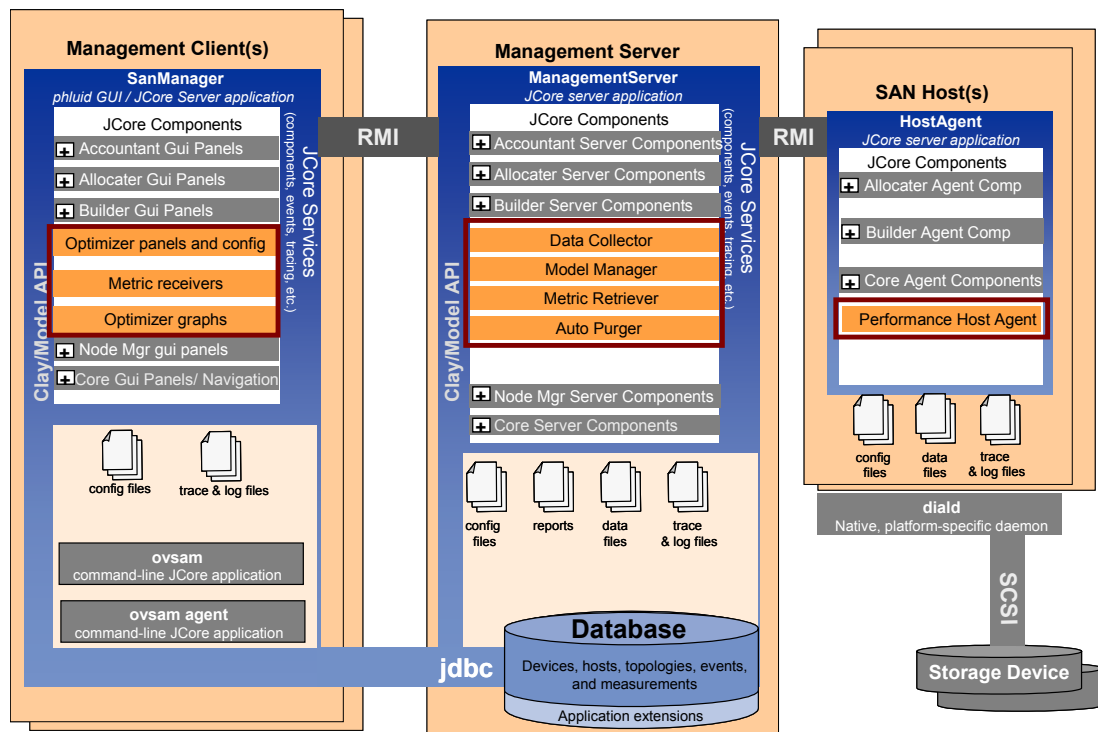 Management Client(s)
SanManager
phluid GUI / JCore Server application
JCore Components
Accountant Gui Panels
Allocater Gui Panels
Builder Gui Panels
Optimizer panels and config
Metric receivers
Optimizer graphs
Node Mgr gui panels
Core Gui Panels/ Navigation
JCore Services
(components, events, tracing, etc.)
Clay/Model API
config files
trace & log files
ovsam
command-line JCore application
ovsam agent
command-line JCore application
RMI
Management Server
ManagementServer
JCore server application
JCore Components
Accountant Server Components
Allocater Server Components
Builder Server Components
Data Collector
Model Manager
Metric Retriever
Auto Purger
Node Mgr Server Components
Core Server Components
JCore Services
(components, events, tracing, etc.)
Clay/Model API
config
files
reports
data
files
trace
& log files
jdbc
Database
Devices, hosts, topologies, events,
and measurements
Application extensions
RMI
SAN Host(s)
HostAgent
JCore server application
JCore Components
Allocater Agent Comp
Builder Agent Comp
Core Agent Components
Performance Host Agent
config
files
data
files
trace
& log files
diald
Native, platform-specific daemon
SCSI
Storage Device